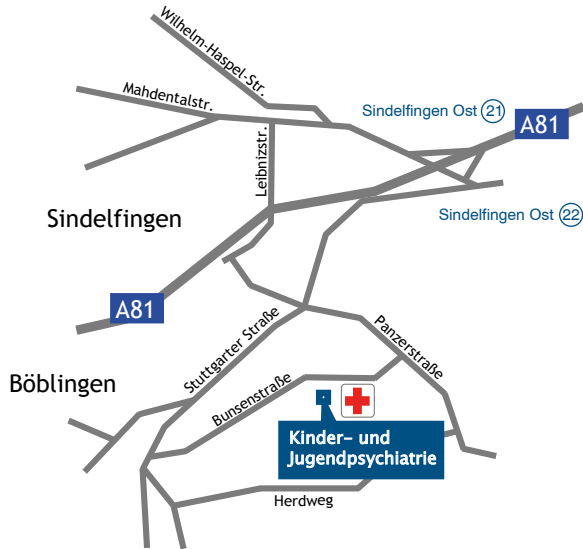 Wilhelm-Haspel-Str.
Mahdentalstr.
Sindelfingen Ost 21
A81
Leibnizstr.
Sindelfingen
Sindelfingen Ost 22
A81
Stuttgarter Straße
Panzerstraße
Böblingen
Bunsenstraße
Kinder- und
Jugendpsychiatrie
Herdweg